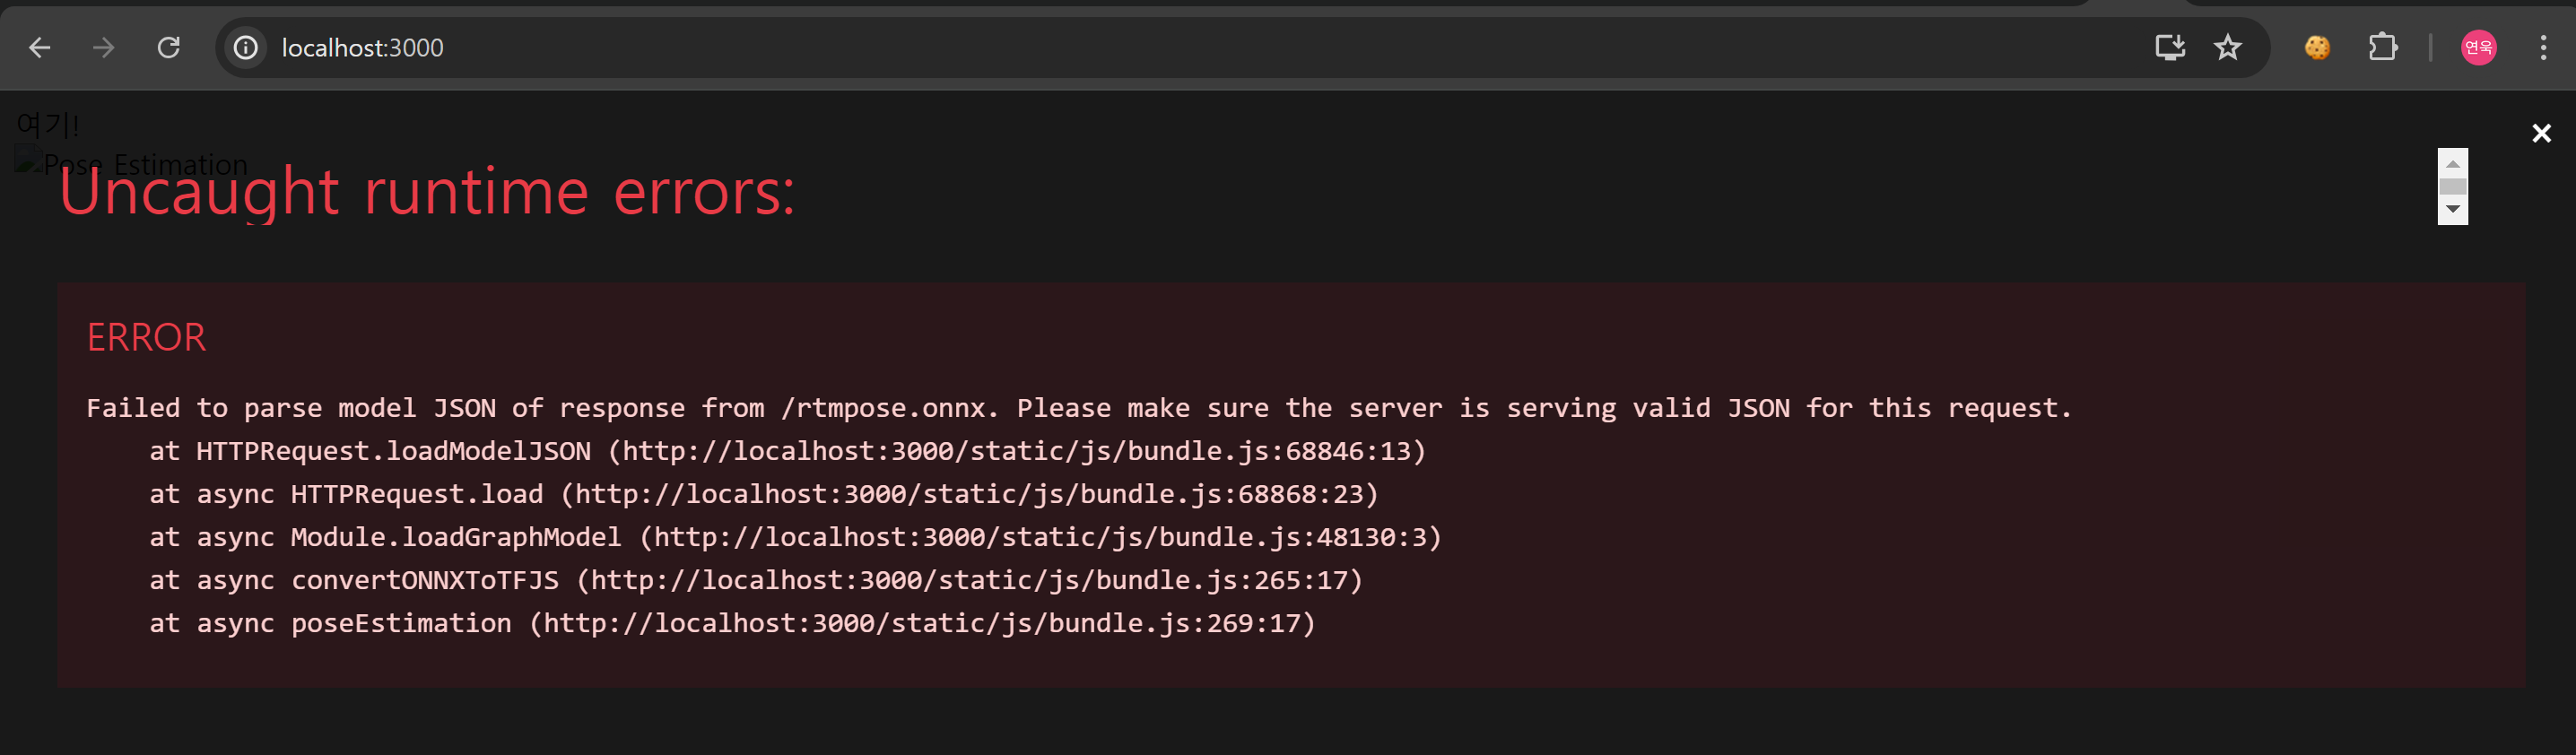 localhost:3000
연욱
여기!
Pose Estimation
Uncaught runtime errors:
ERROR
Failed to parse model JSON of response from /rtmpose.onnx. Please make sure the server is serving valid JSON for this request.
at HTTPRequest.loadModelJSON (http://localhost:3000/static/js/bundle.js:68846:13)
at async HTTPRequest.load (http://localhost:3000/static/js/bundle.js:68868:23)
at async Module.loadGraphModel (http://localhost:3000/static/js/bundle.js:48130:3)
at async convertONNXToTFJS (http://localhost:3000/static/js/bundle.js:265:17)
at async poseEstimation (http://localhost:3000/static/js/bundle.js:269:17)